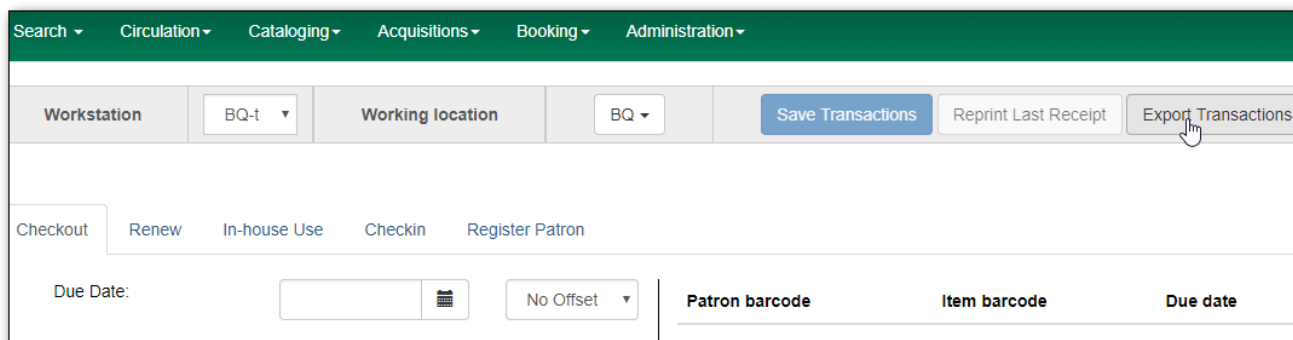 Search Circulation Cataloging Acquisitions Booking Administration
Workstation BQ-t Working location BQ Save Transactions Reprint Last Receipt Export Transactions
Checkout Renew In-house Use Checkin Register Patron
Due Date: No Offset Patron barcode Item barcode Due date